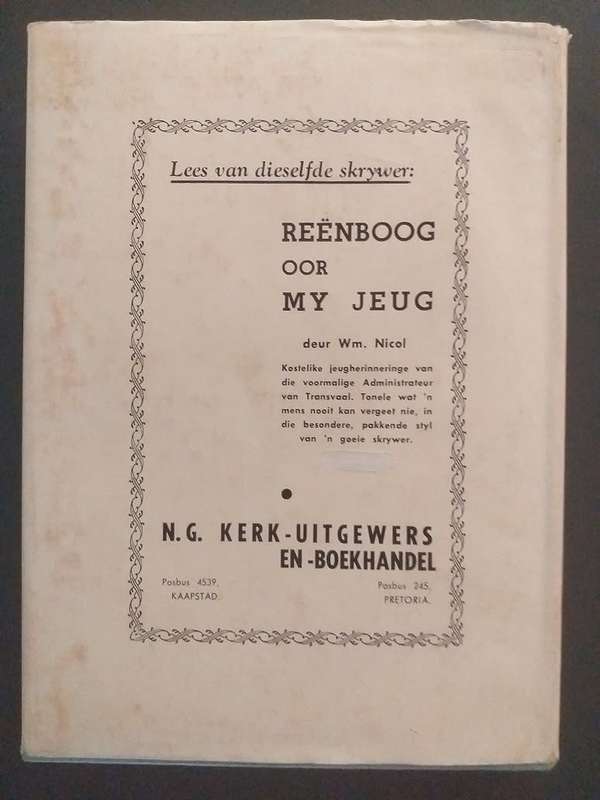 Lees van dieselfde skrywer:
REËNBOOG
OOR
MY JEUG
deur Wm. Nicol
Kostelike jeugherinneringe van
die voormalige Administrateur
van Transvaal. Tonele wat 'n
mens nooit kan vergeet nie, in
die besondere, pakkende styl
van 'n goeie skrywer.
N.G. KERK-UITGEWERS
EN-BOEKHANDEL
Posbus 4539,
KAAPSTAD.
Posbus 245,
PRETORIA.